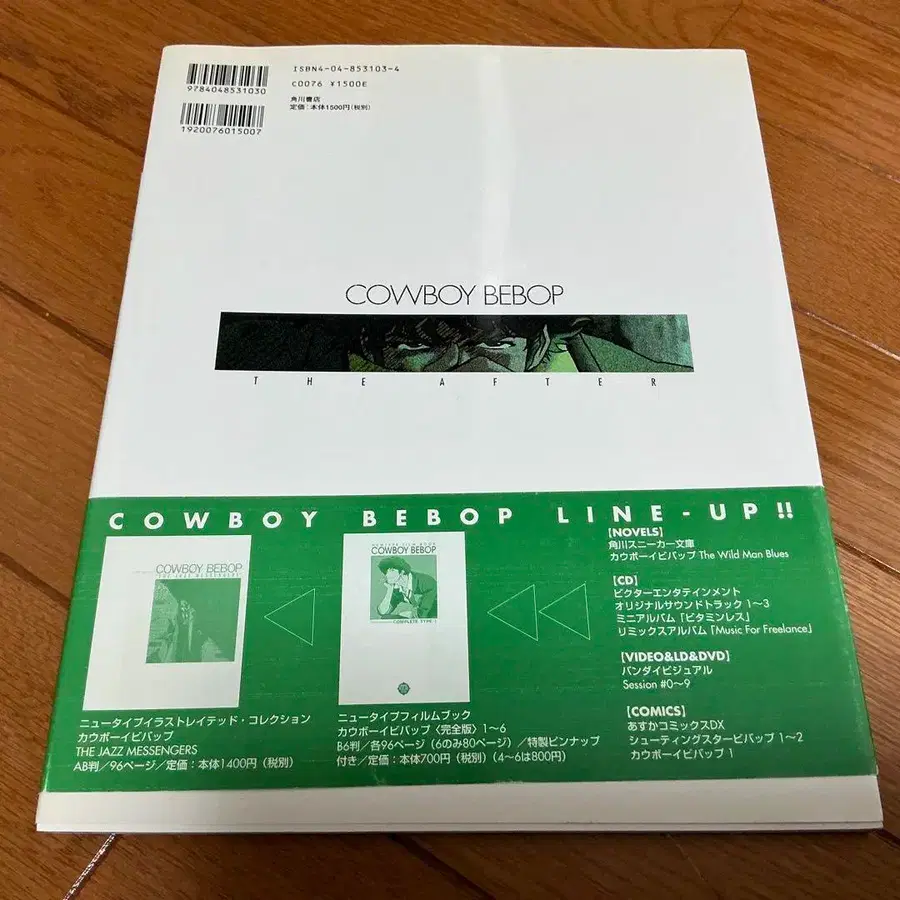 ISBN4-04-853103-4
C0076 ¥1500E
角川書店
定価：本体1500円(税別)
9784048531030
1920076015007
COWBOY BEBOP
THE AFTER
COWBOY BEBOP LINE-UP!!
COWBOY BEBOP
THE JAZZ MESSENGERS
ニュータイプイラストレイテッド・コレクション
カウボーイビバップ
THE JAZZ MESSENGERS
AB判／96ページ／定価：本体1400円（税別）
NEWTYPE FILM BOOK
COWBOY BEBOP
COMPLETE TYPE 1
ニュータイプフィルムブック
カウボーイビバップ〈完全版〉1〜6
B6判／各96ページ（6のみ80ページ）／特製ピンナップ
付き／定価：本体700円（税別）（4〜6は800円）
[NOVELS]
角川スニーカー文庫
カウボーイビバップ The Wild Man Blues
[CD]
ビクターエンタテインメント
オリジナルサウンドトラック 1〜3
ミニアルバム「ビタミンレス」
リミックスアルバム「Music For Freelance」
[VIDEO&LD&DVD]
バンダイビジュアル
Session #0〜9
[COMICS]
あすかコミックスDX
シューティングスタービバップ 1〜2
カウボーイビバップ 1